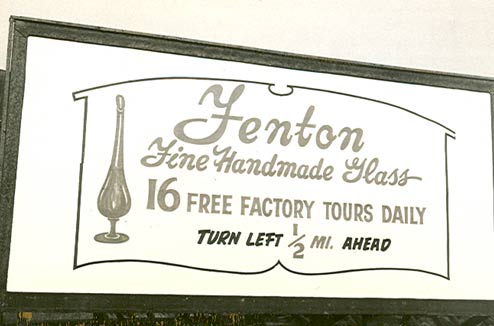 Fenton
Fine Handmade Glass
16 FREE FACTORY TOURS DAILY
TURN LEFT 1/2 MI. AHEAD